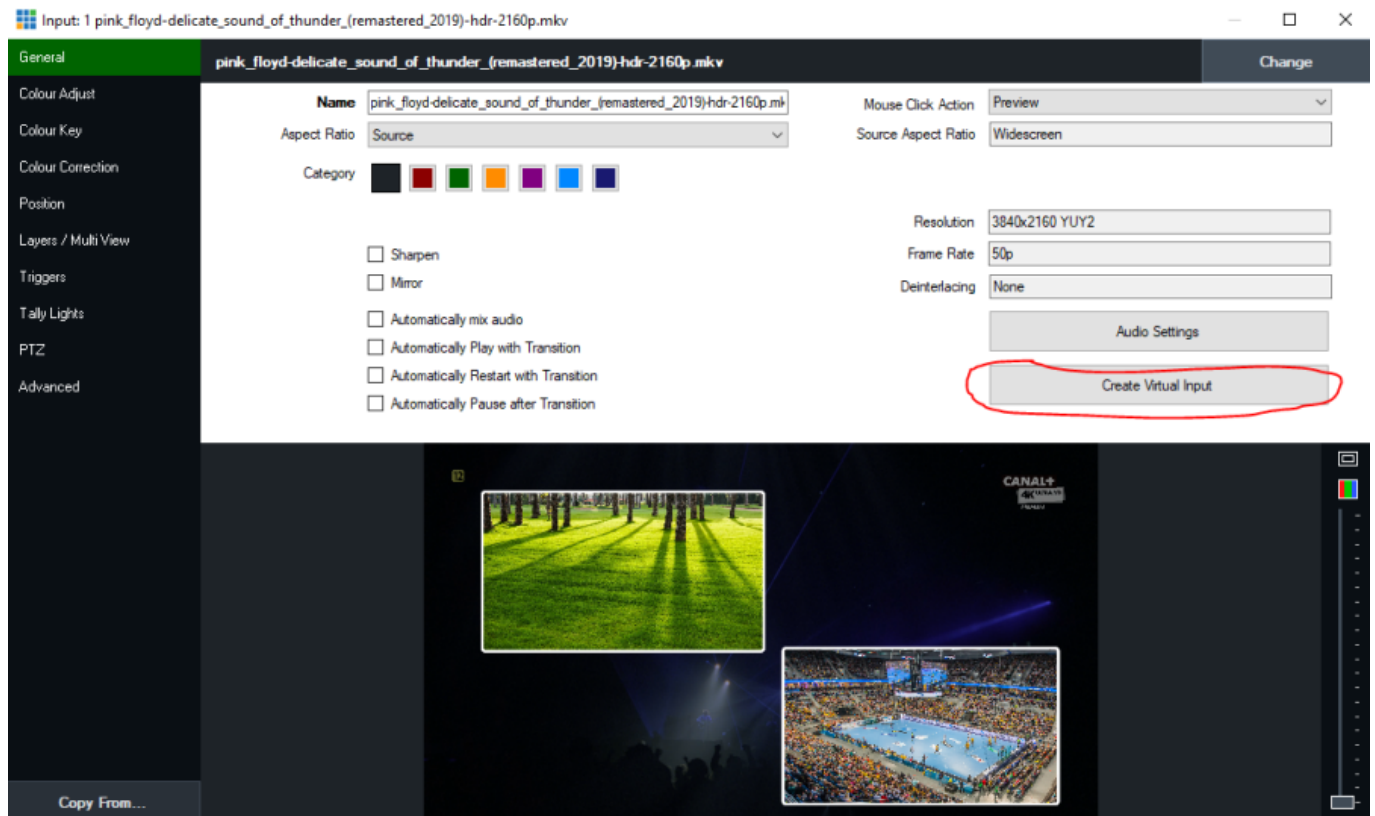 Input: 1 pink_floyd-delicate_sound_of_thunder_(remastered_2019)-hdr-2160p.mkv
General
pink_floyd-delicate_sound_of_thunder_(remastered_2019)-hdr-2160p.mkv
Change
Colour Adjust
Name pink_floyd-delicate_sound_of_thunder_(remastered_2019)-hdr-2160p.mk
Mouse Click Action Preview
Colour Key
Aspect Ratio Source
Source Aspect Ratio Widescreen
Colour Correction
Category
Position
Resolution 3840x2160 YUY2
Layers / Multi View
Sharpen
Frame Rate 50p
Triggers
Mirror
Deinterlacing None
Tally Lights
Automatically mix audio
Audio Settings
PTZ
Automatically Play with Transition
Advanced
Automatically Restart with Transition
Create Virtual Input
Automatically Pause after Transition
12
CANAL+
4K ULTRA HD
Copy From...